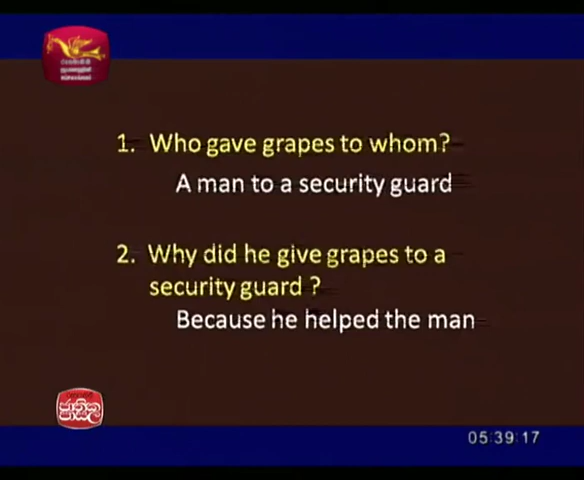 1. Who gave grapes to whom?
A man to a security guard
2. Why did he give grapes to a
security guard ?
Because he helped the man
ජාතික
පාසල
05:39:17